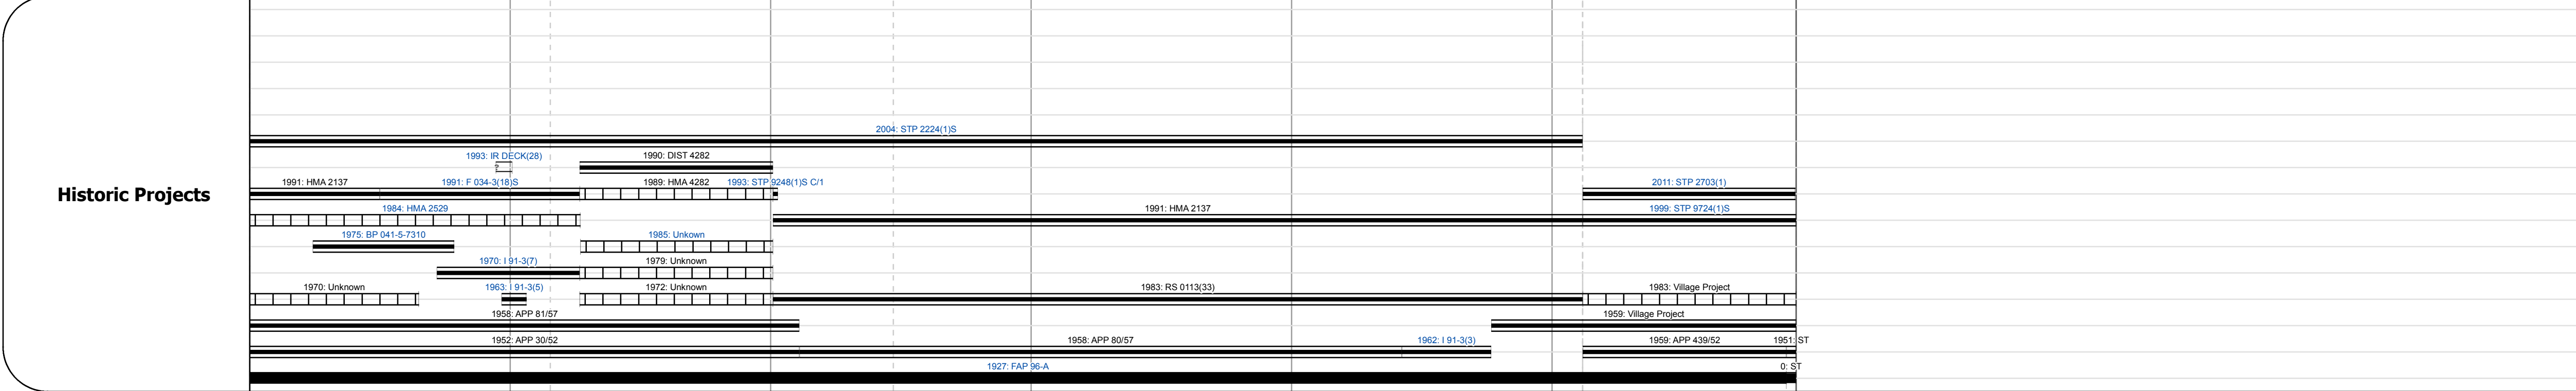 2004: STP 2224(1)S
1993: IR DECK(28) 1990: DIST 4282
1991: HMA 2137 1991: F 034-3(18)S 1989: HMA 4282 1993: STP 9248(1)S C/1 2011: STP 2703(1)
Historic Projects
1984: HMA 2529 1991: HMA 2137 1999: STP 9724(1)S
1975: BP 041-5-7310 1985: Unkown
1970: I 91-3(7) 1979: Unknown
1970: Unknown 1963: I 91-3(5) 1972: Unknown 1983: RS 0113(33) 1983: Village Project
1958: APP 81/57 1959: Village Project
1952: APP 30/52 1958: APP 80/57 1962: I 91-3(3) 1959: APP 439/52 1951: ST
1927: FAP 96-A 0: ST